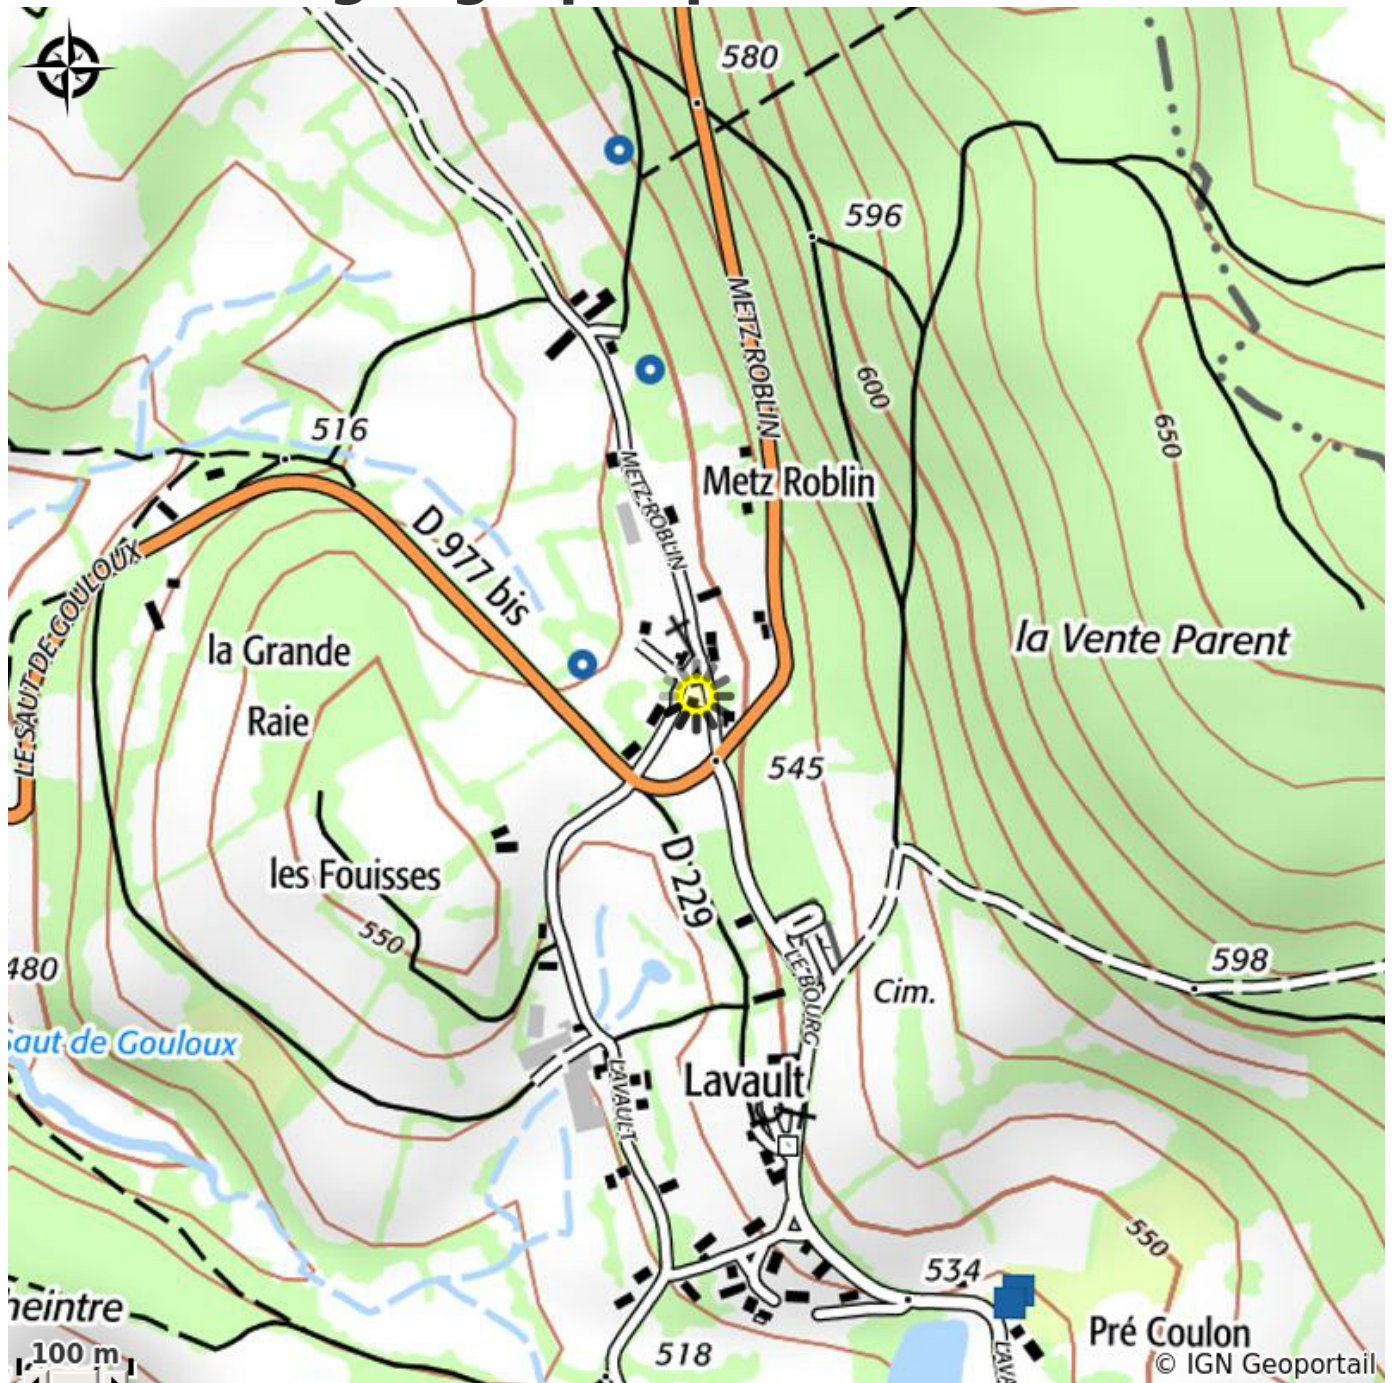 580
596
METZ ROBLIN
600
650
516
METZ ROBLIN
Metz Roblin
D 977 bis
LE SAUT DE GOULOUX
la Grande
Raie
la Vente Parent
545
D 229
les Fouisses
550
480
598
LE BOURG
Cim.
Saut de Gouloux
Lavault
LAVAULT
550
534
heintre
Pré Coulon
518
100 m
© IGN Geoportail